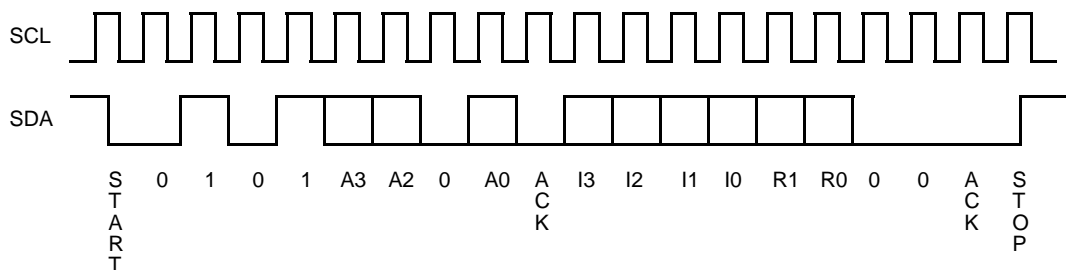 SCL
SDA
START 0 1 0 1 A3 A2 0 A0 ACK I3 I2 I1 I0 R1 R0 0 0 ACK STOP